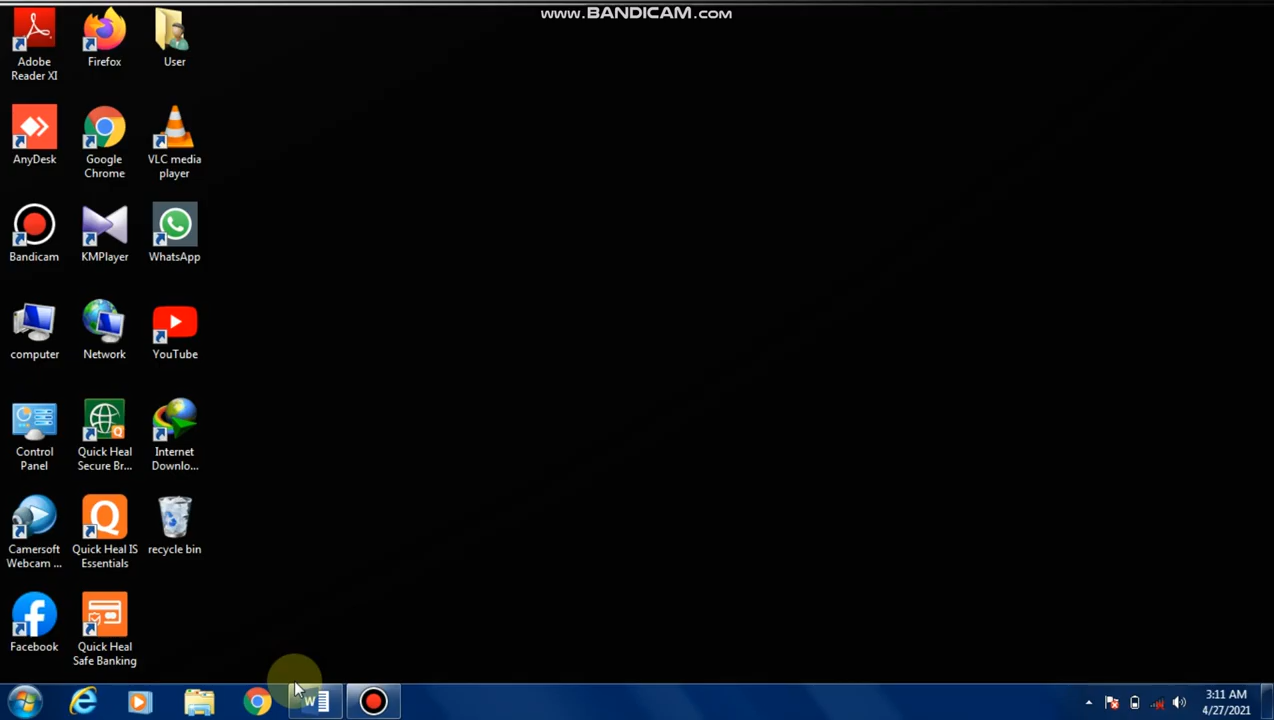 www.BANDICAM.com
Adobe
Reader XI
Firefox
User
AnyDesk
Google
Chrome
VLC media
player
Bandicam
KMPlayer
WhatsApp
computer
Network
YouTube
Control
Panel
Quick Heal
Secure Br...
Internet
Downlo...
Camersoft
Webcam ...
Quick Heal IS
Essentials
recycle bin
Facebook
Quick Heal
Safe Banking
W
3:11 AM
4/27/2021